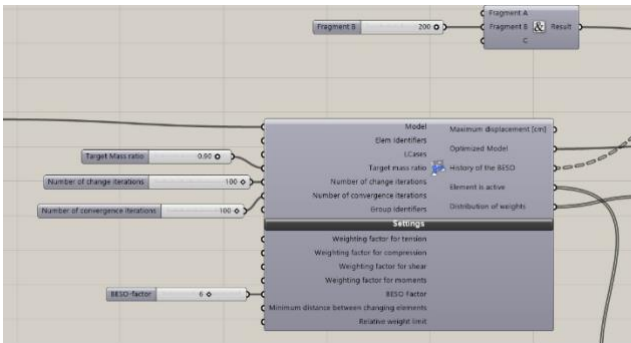 Fragment A
Fragment B 200
Fragment B & Result
C
Model Maximum displacement [cm]
Elem Identifiers
LCases Optimized Model
Target Mass ratio 0.00
Target mass ratio History of the BESO
Number of change iterations 100
Number of change iterations Element is active
Number of convergence iterations Distribution of weights
Number of convergence iterations 100
Group Identifiers
Settings
Weighting factor for tension
Weighting factor for compression
Weighting factor for shear
Weighting factor for moments
BESO-factor 6
BESO Factor
Minimum distance between changing elements
Relative weight limit